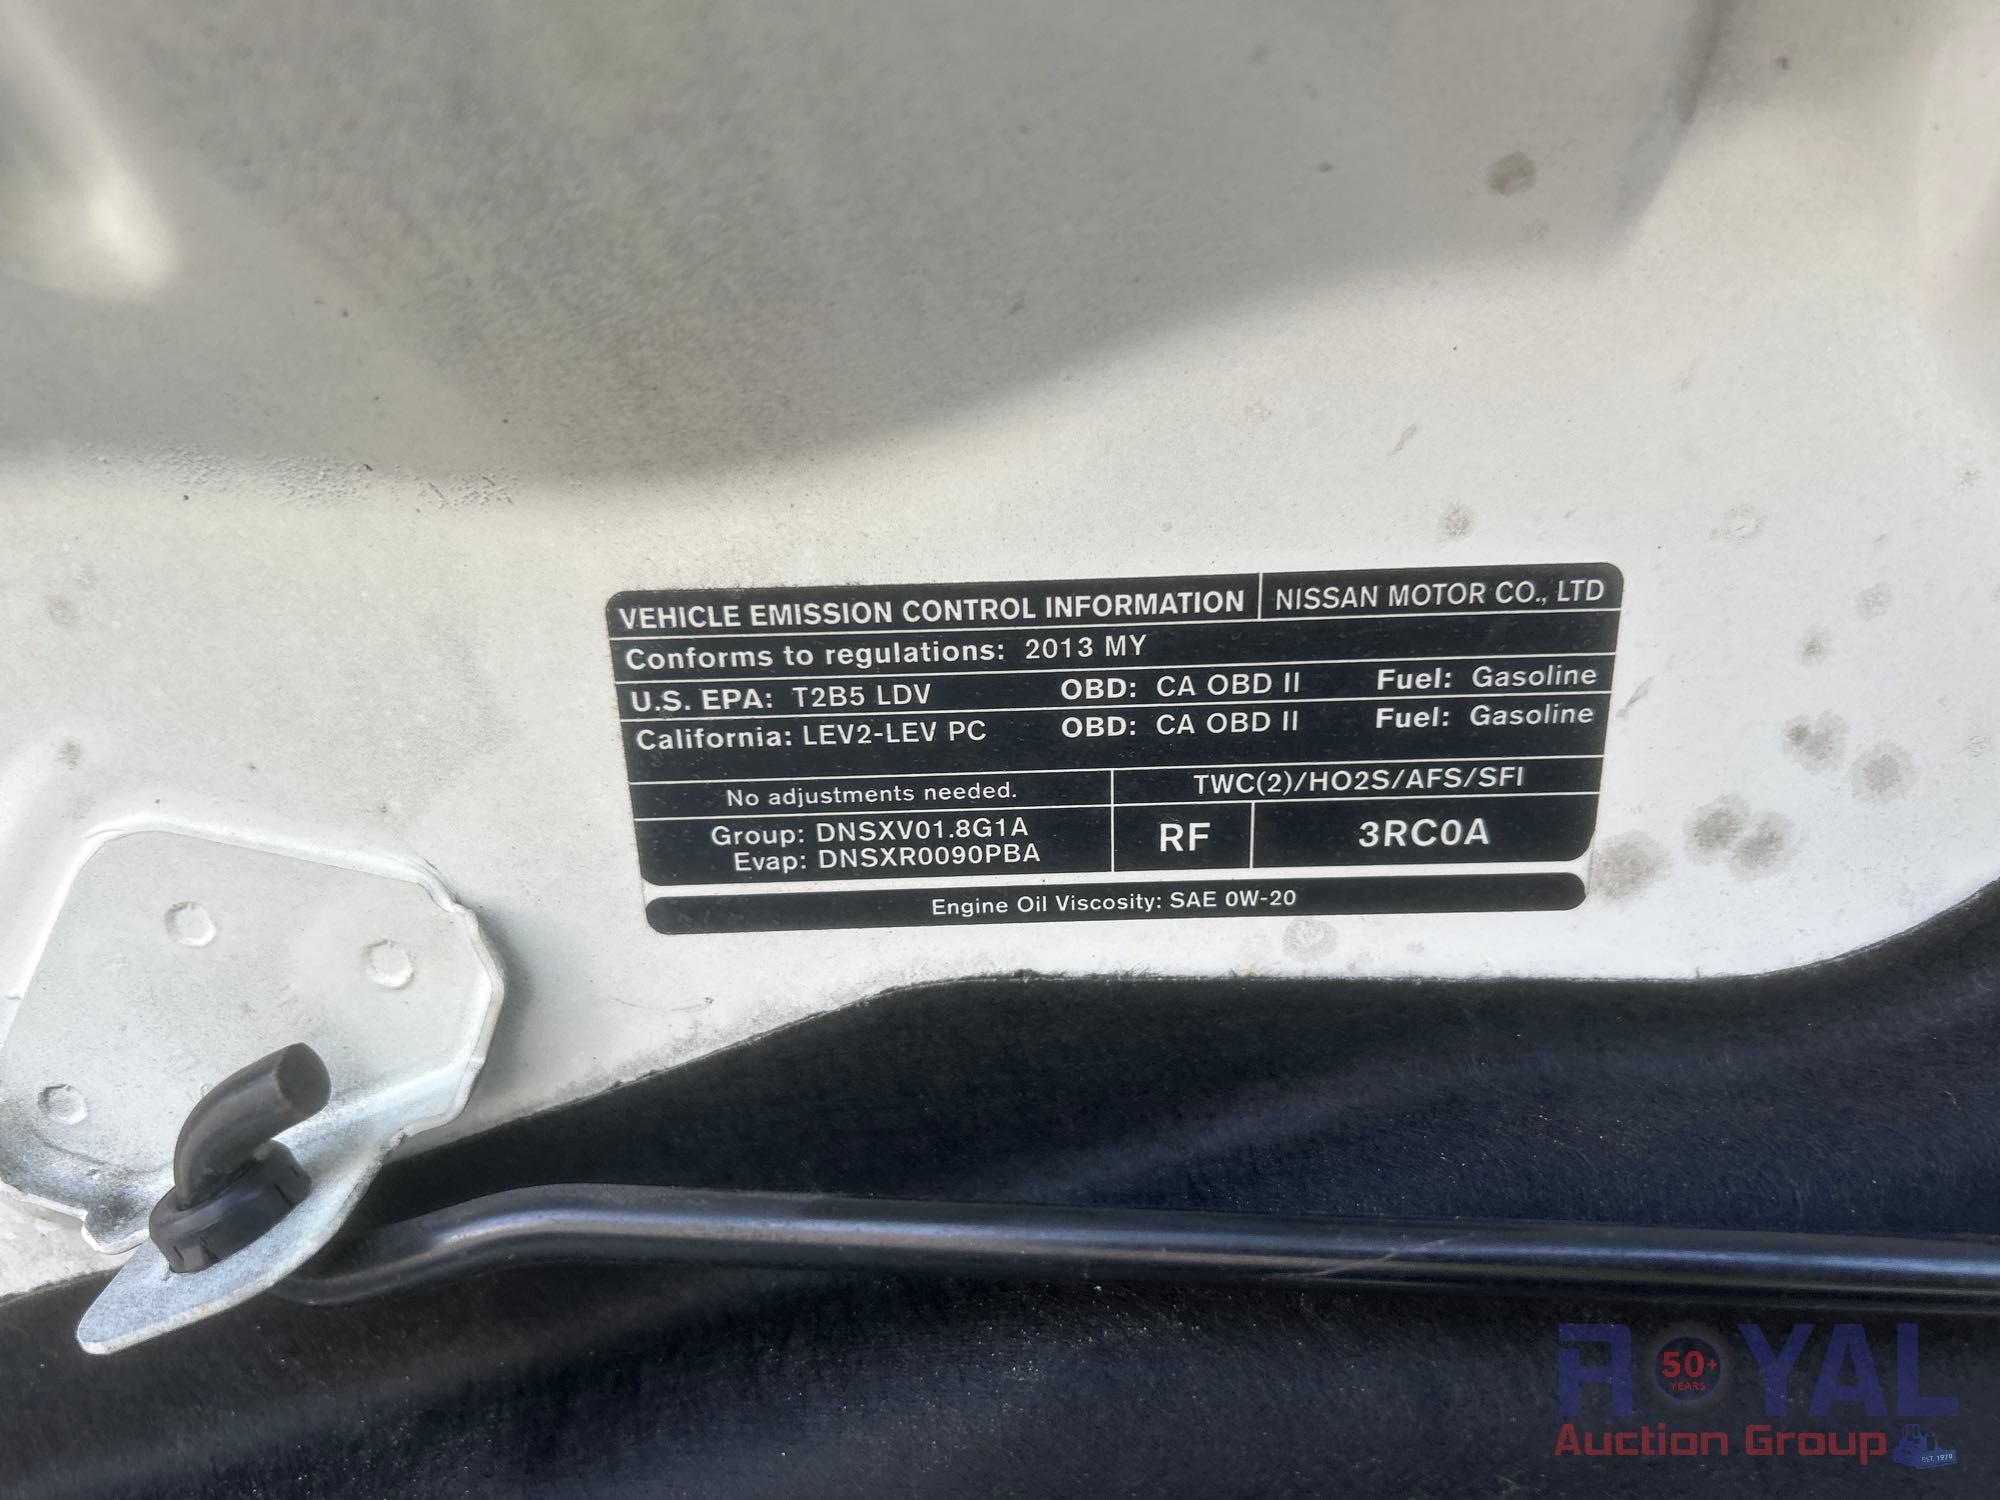 VEHICLE EMISSION CONTROL INFORMATION NISSAN MOTOR CO., LTD
Conforms to regulations: 2013 MY
U.S. EPA: T2B5 LDV OBD: CA OBD II Fuel: Gasoline
California: LEV2-LEV PC OBD: CA OBD II Fuel: Gasoline
No adjustments needed. TWC(2)/HO2S/AFS/SFI
Group: DNSXV01.8G1A
Evap: DNSXR0090PBA
RF 3RC0A
Engine Oil Viscosity: SAE 0W-20
ROYAL
50+
YEARS
Auction Group
EST. 1970